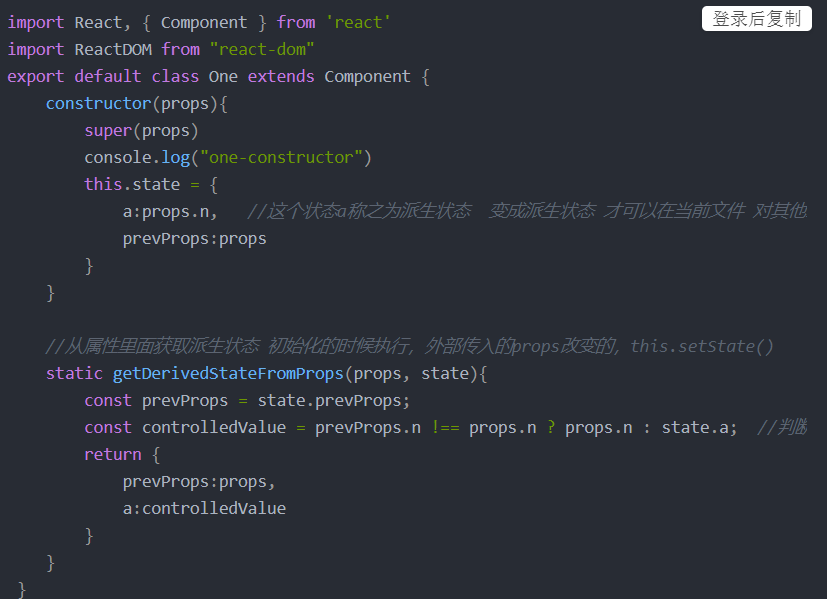 登录后复制
import React, { Component } from 'react'
import ReactDOM from "react-dom"
export default class One extends Component {
    constructor(props){
        super(props)
        console.log("one-constructor")
        this.state = {
            a:props.n,   //这个状态a称之为派生状态  变成派生状态 才可以在当前文件 对其他
            prevProps:props
        }
    }

    //从属性里面获取派生状态 初始化的时候执行, 外部传入的props改变的, this.setState()
    static getDerivedStateFromProps(props, state){
        const prevProps = state.prevProps;
        const controlledValue = prevProps.n !== props.n ? props.n : state.a;  //判断
        return {
            prevProps:props,
            a:controlledValue
        }
    }
 }